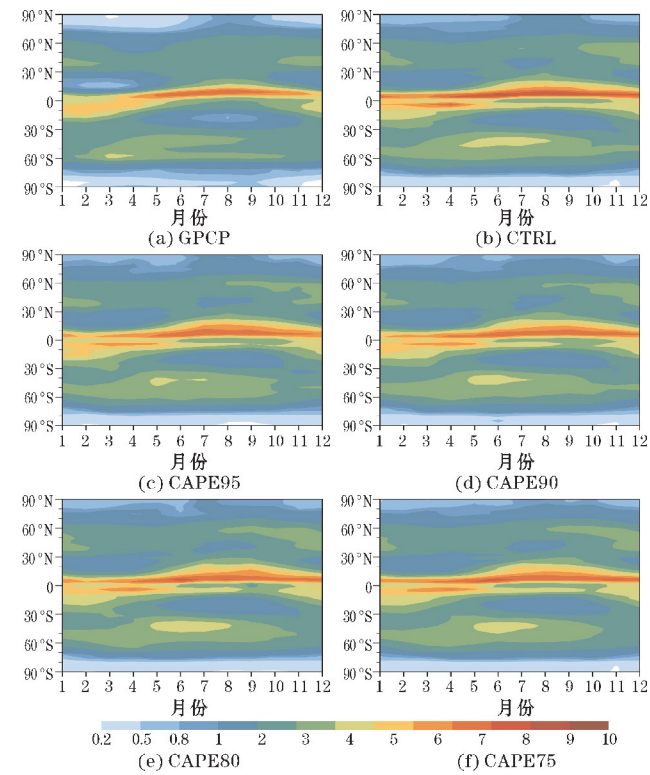 90°N 90°N
60°N 60°N
30°N 30°N
0 0
30°S 30°S
60°S 60°S
90°S 90°S
1 2 3 4 5 6 7 8 9 10 11 12 1 2 3 4 5 6 7 8 9 10 11 12
月份 月份
(a) GPCP (b) CTRL
90°N 90°N
60°N 60°N
30°N 30°N
0 0
30°S 30°S
60°S 60°S
90°S 90°S
1 2 3 4 5 6 7 8 9 10 11 12 1 2 3 4 5 6 7 8 9 10 11 12
月份 月份
(c) CAPE95 (d) CAPE90
90°N 90°N
60°N 60°N
30°N 30°N
0 0
30°S 30°S
60°S 60°S
90°S 90°S
1 2 3 4 5 6 7 8 9 10 11 12 1 2 3 4 5 6 7 8 9 10 11 12
月份 月份
0.2 0.5 0.8 1 2 3 4 5 6 7 8 9 10
(e) CAPE80 (f) CAPE75